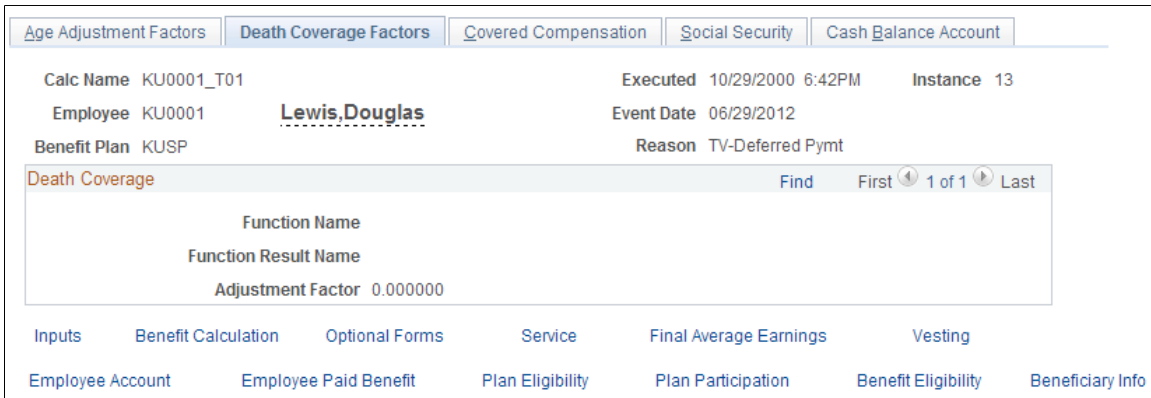 Age Adjustment Factors Death Coverage Factors Covered Compensation Social Security Cash Balance Account
Calc Name KU0001_T01 Executed 10/29/2000 6:42PM Instance 13
Employee KU0001 Lewis,Douglas Event Date 06/29/2012
Benefit Plan KUSP Reason TV-Deferred Pymt
Death Coverage Find First 1 of 1 Last
Function Name
Function Result Name
Adjustment Factor 0.000000
Inputs Benefit Calculation Optional Forms Service Final Average Earnings Vesting
Employee Account Employee Paid Benefit Plan Eligibility Plan Participation Benefit Eligibility Beneficiary Info